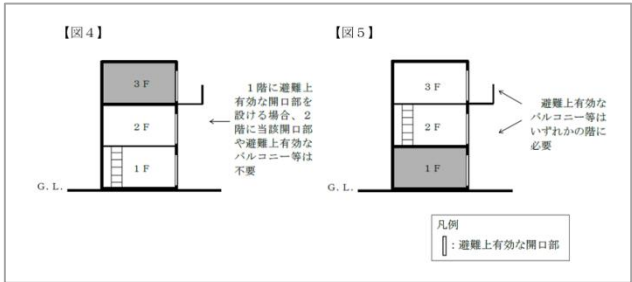 【図4】
3F
2F
1F
G.L.
1階に避難上
有効な開口部を
設ける場合、2
階に当該開口部
や避難上有効な
バルコニー等は
不要
【図5】
3F
2F
1F
G.L.
避難上有効な
バルコニー等は
いずれかの階に
必要
凡例
：避難上有効な開口部